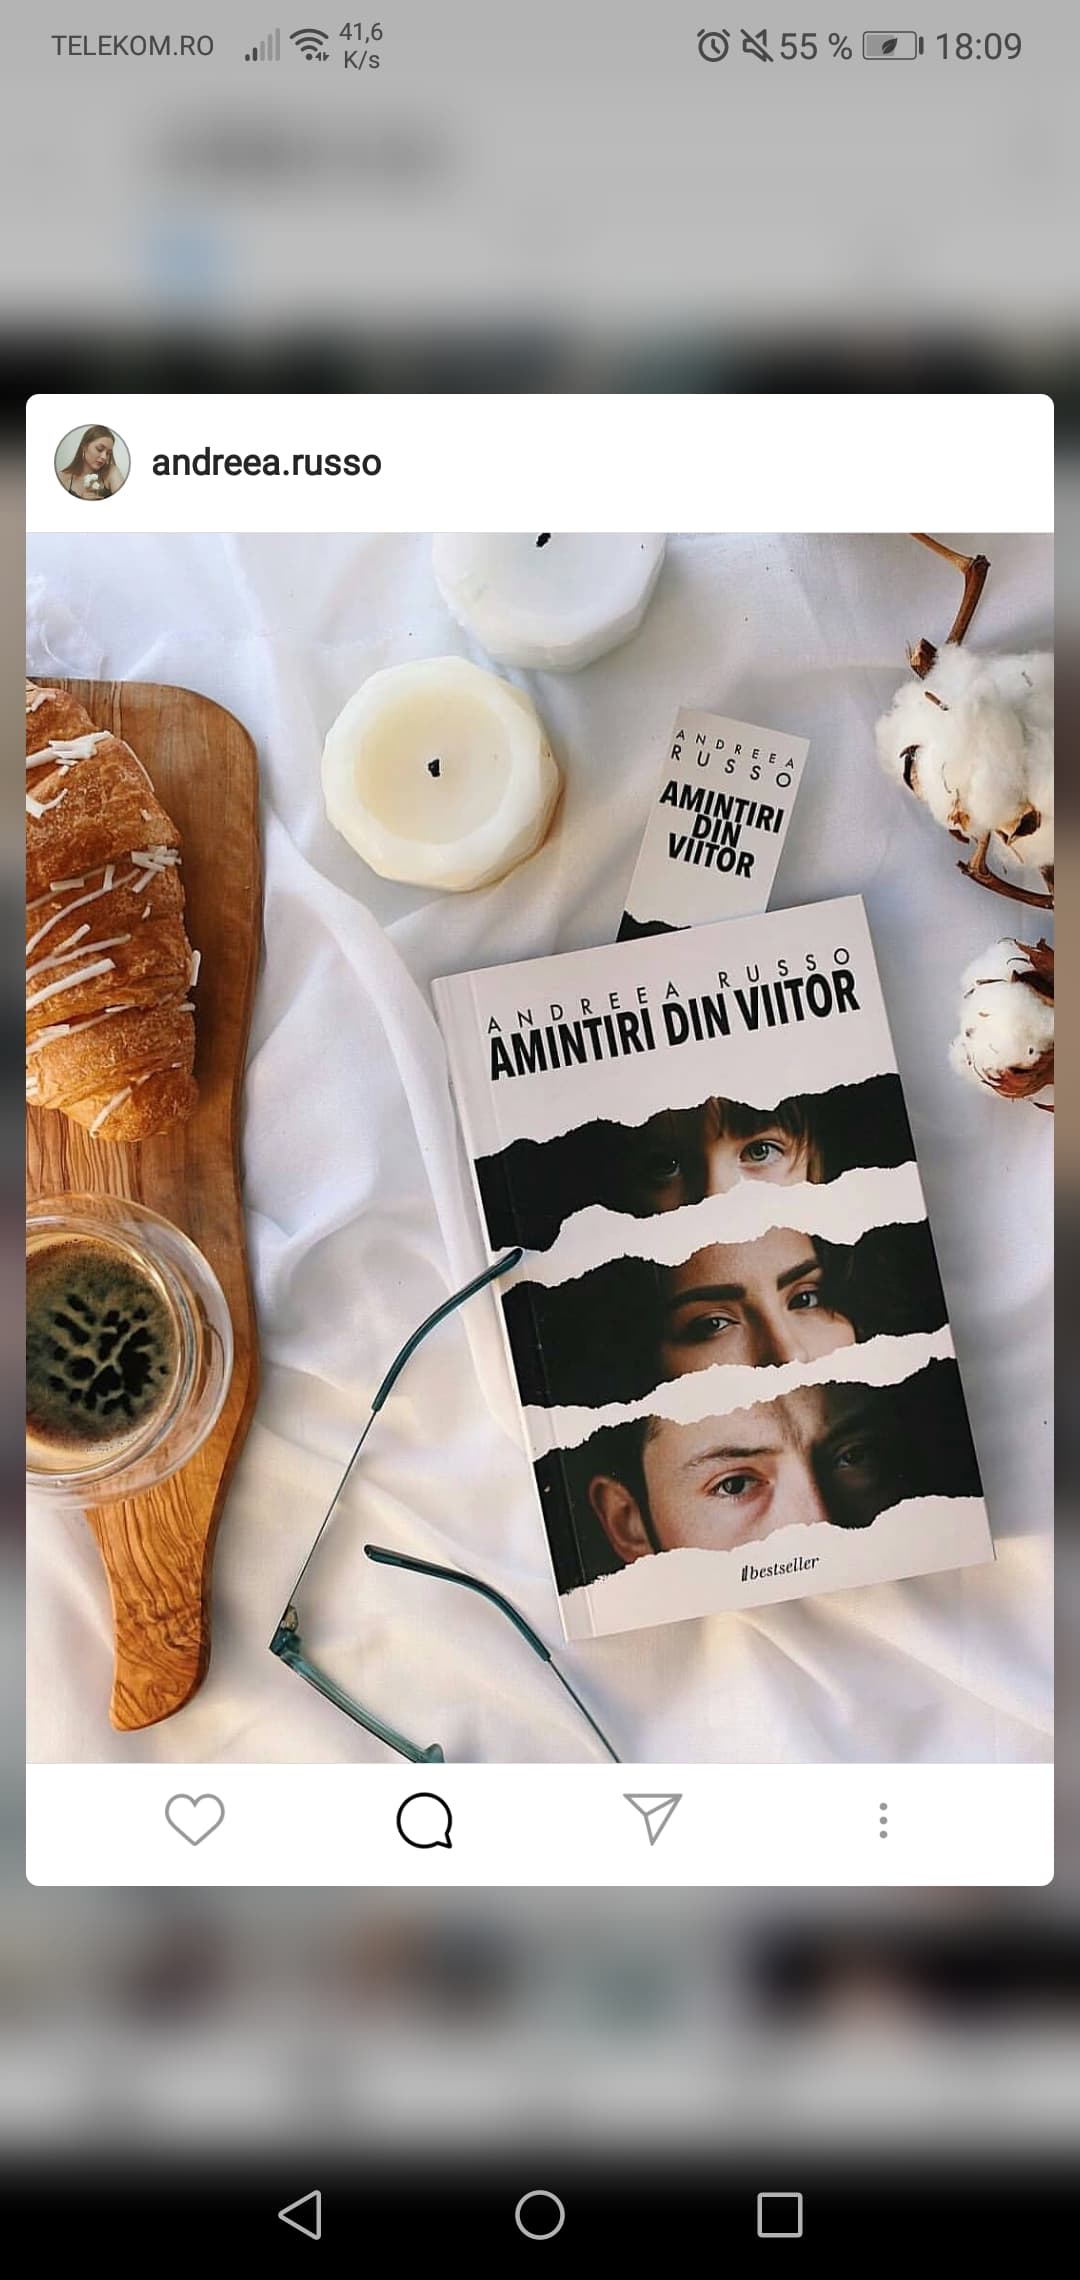 TELEKOM.RO
41,6
K/s
55 %
18:09
andreea.russo
ANDREEA
RUSSO
AMINTIRI
DIN
VIITOR
ANDREEA RUSSO
AMINTIRI DIN VIITOR
bestseller